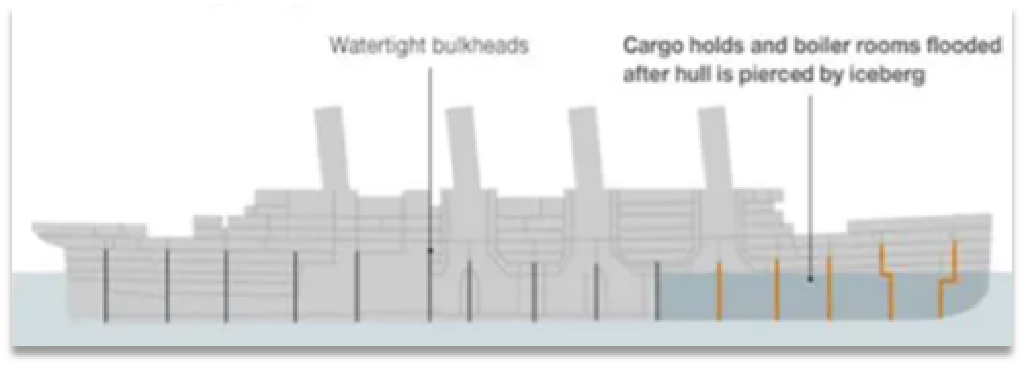 Watertight bulkheads
Cargo holds and boiler rooms flooded
after hull is pierced by iceberg